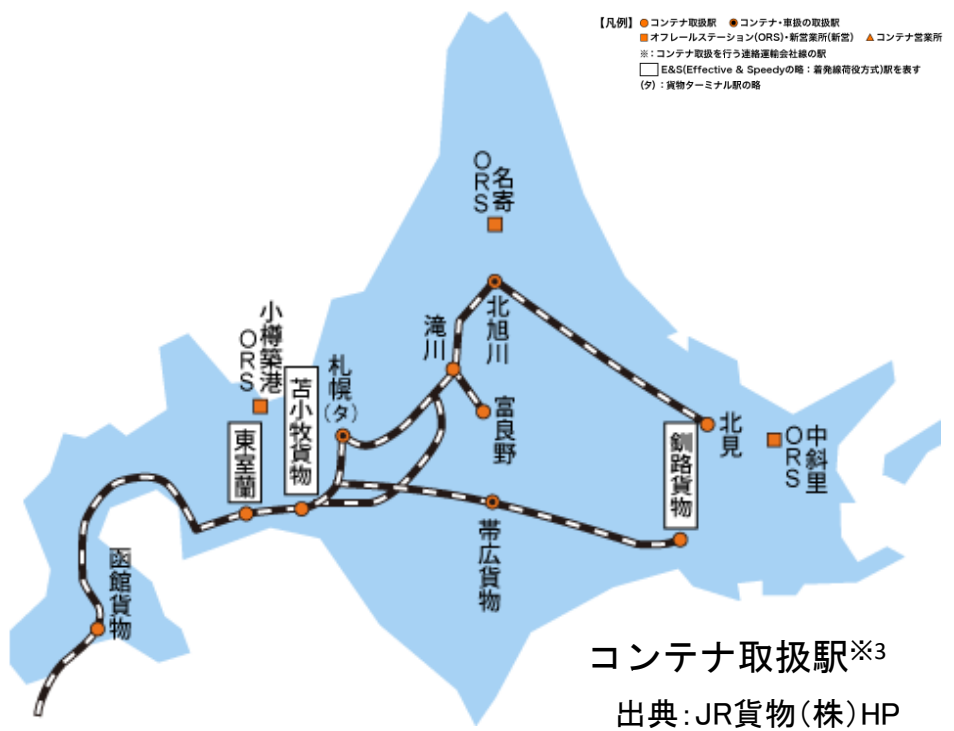 【凡例】 コンテナ取扱駅 コンテナ・車扱の取扱駅
オフレールステーション(ORS)・新営業所(新営) コンテナ営業所
※：コンテナ取扱を行う連絡運輸会社線の駅
E&S(Effective & Speedyの略：着発線荷役方式)駅を表す
(タ)：貨物ターミナル駅の略
名寄
ORS
北旭川
滝川
小樽築港
ORS
札幌(タ)
苫小牧貨物
東室蘭
富良野
北見
中斜里
ORS
釧路貨物
帯広貨物
函館貨物
コンテナ取扱駅※3
出典：JR貨物（株）HP